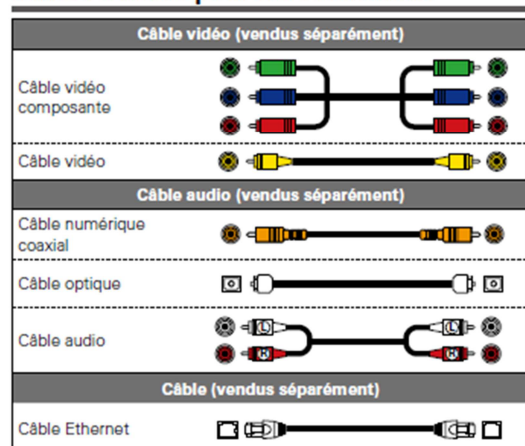 Câble vidéo (vendus séparément)
Câble vidéo
composante
Câble vidéo
Câble audio (vendus séparément)
Câble numérique
coaxial
Câble optique
Câble audio
L L
R R
Câble (vendus séparément)
Câble Ethernet